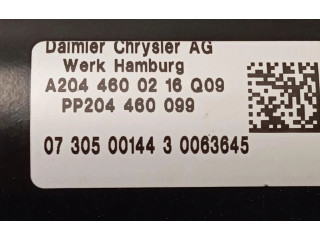 Daimler Chrysler AG
Werk Hamburg
A204 460 02 16 Q09
PP204 460 099
07 305 00144 3 0063645